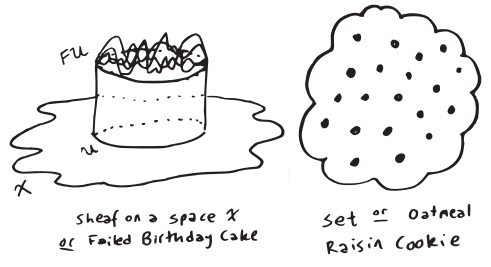 FU
u
X
sheaf on a space X
or Failed Birthday Cake
set or Oatmeal
Raisin Cookie